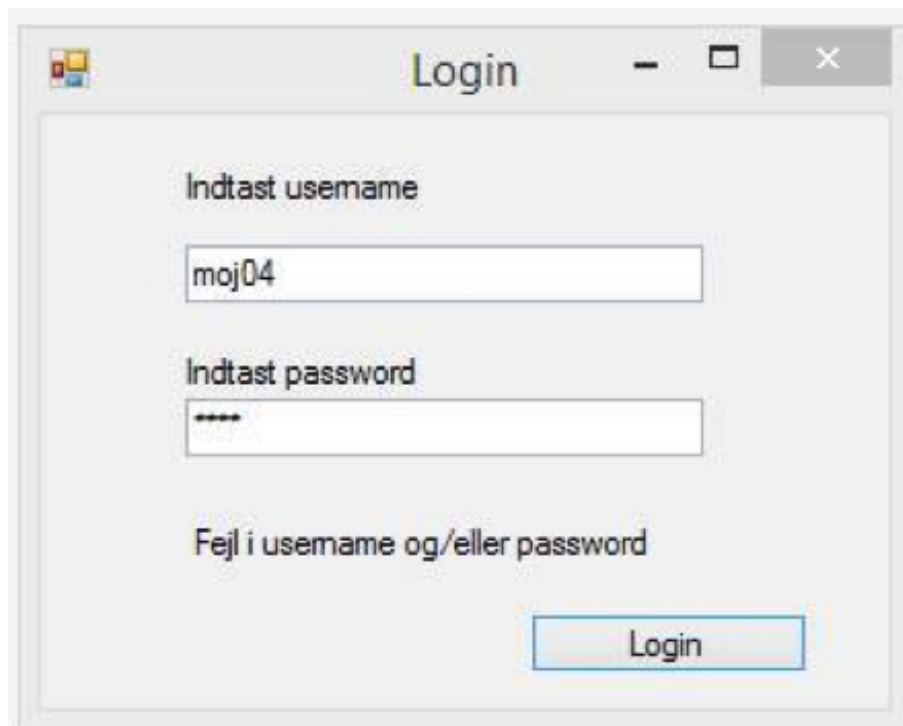 Login
Indtast username
moj04
Indtast password
****
Fejl i username og/eller password
Login